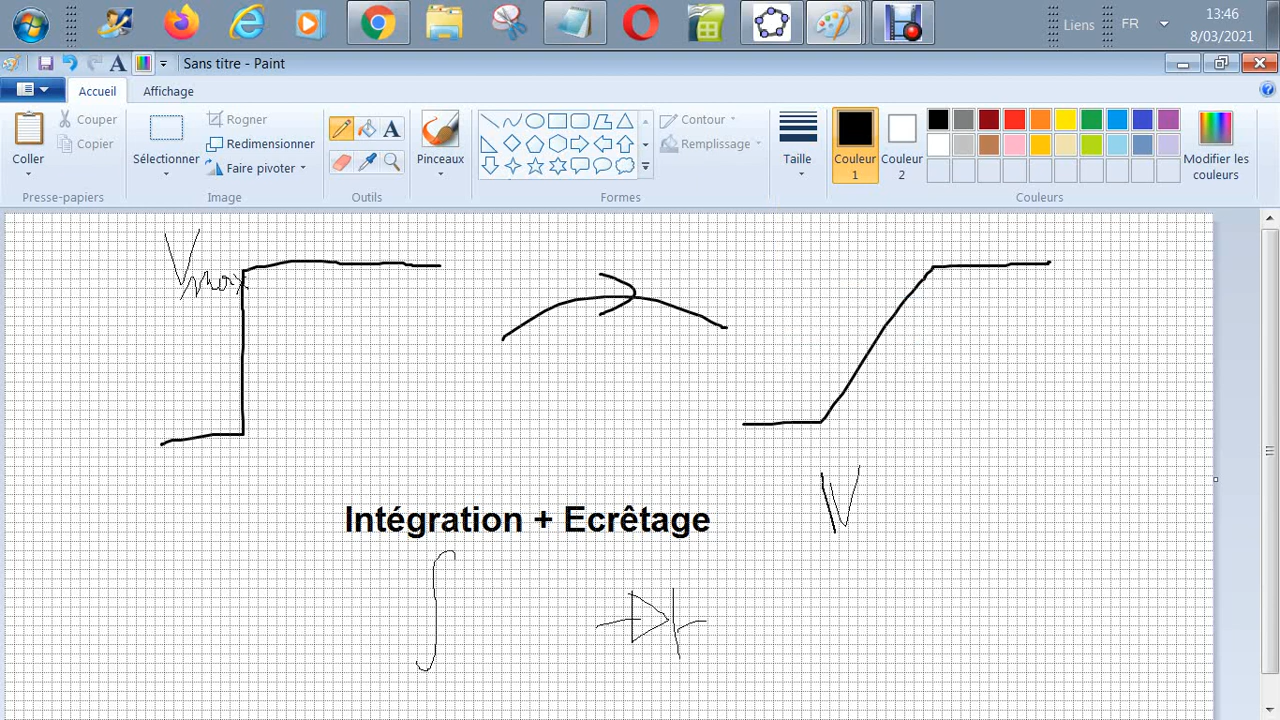 Liens
FR
13:46
8/03/2021
Sans titre - Paint
Accueil
Affichage
Coller
Couper
Copier
Presse-papiers
Sélectionner
Rogner
Redimensionner
Faire pivoter
Image
Outils
Pinceaux
Contour
Remplissage
Formes
Taille
Couleur
1
Couleur
2
Modifier les
couleurs
Couleurs
Vmax
V
Intégration + Ecrêtage
∫